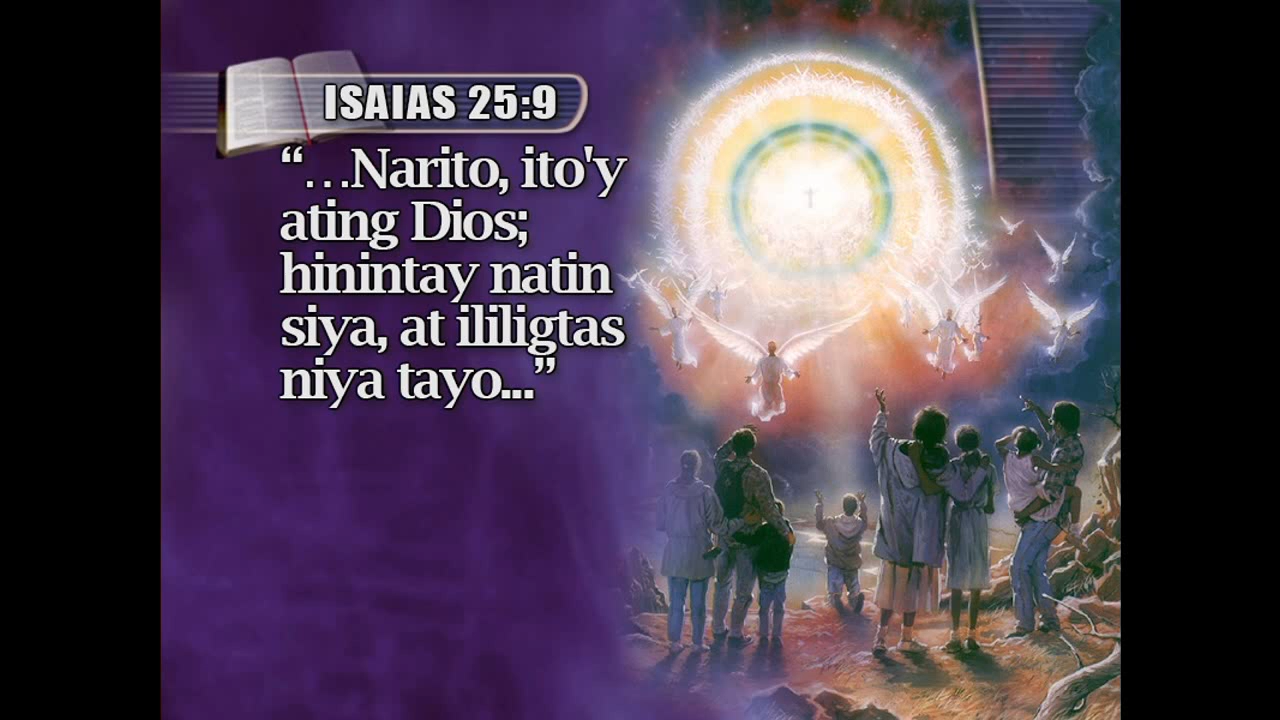 ISAIAS 25:9
“…Narito, ito'y
ating Dios;
hinintay natin
siya, at ililigtas
niya tayo...”